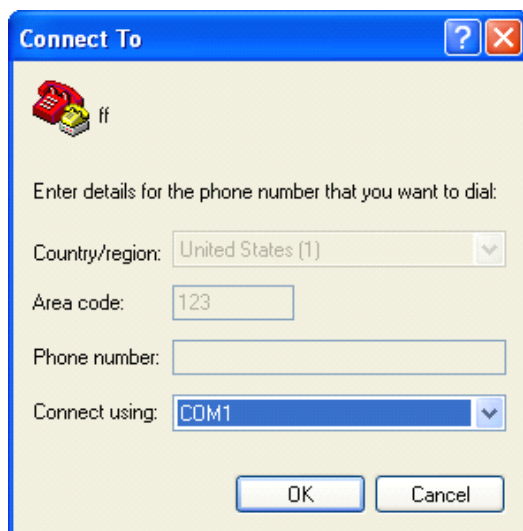 Connect To
ff
Enter details for the phone number that you want to dial:
Country/region: United States (1)
Area code: 123
Phone number:
Connect using: COM1
OK Cancel